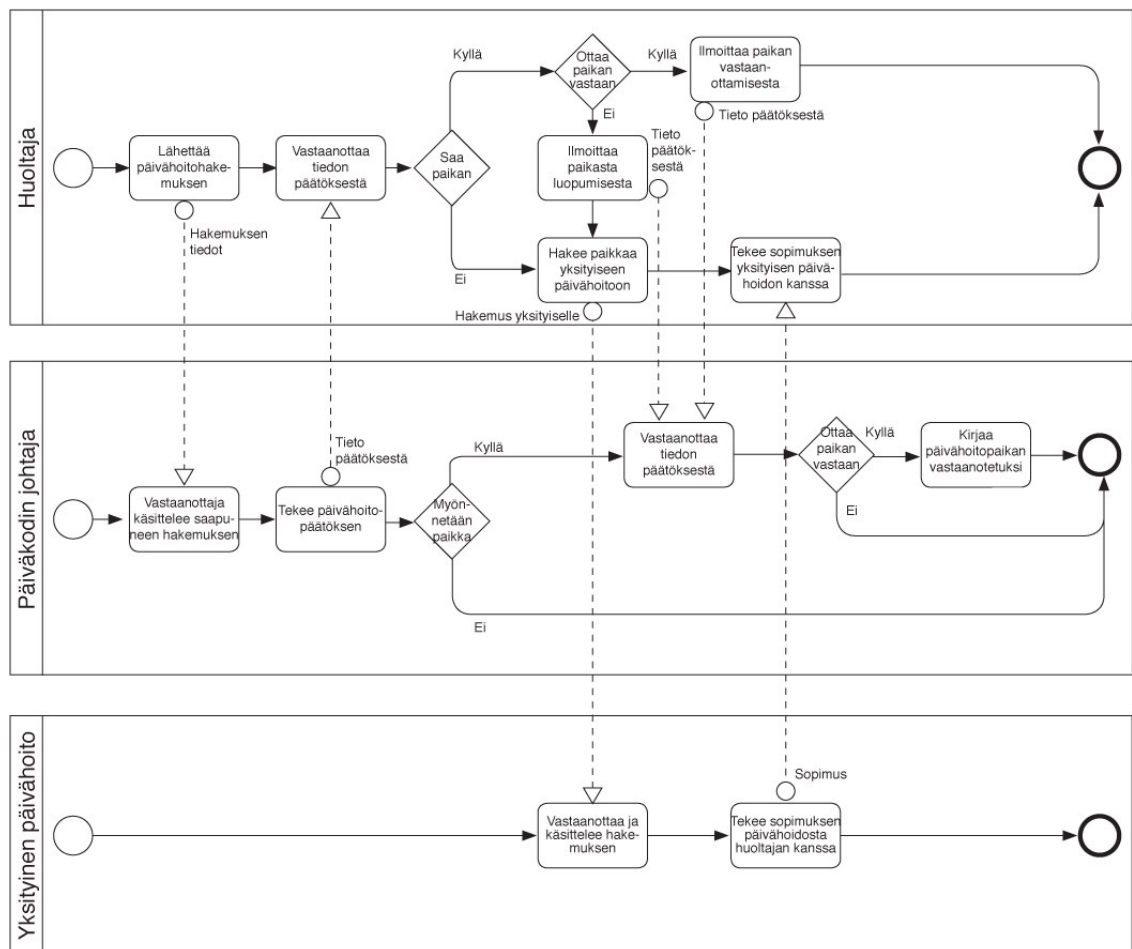 Huoltaja
Kyllä
Ottaa
paikan
vastaan
Kyllä
Ilmoittaa paikan
vastaan-
ottamisesta
Ei
Tieto
päätök-
sestä
Tieto päätöksestä
Lähettää
päivähoitohake-
muksen
Vastaanottaa
tiedon
päätöksestä
Saa
paikan
Ilmoittaa
paikasta
luopumisesta
Hakemuksen
tiedot
Ei
Hakee paikkaa
yksityiseen
päivähoitoon
Tekee sopimuksen
yksityisen päivä-
hoidon kanssa
Hakemus yksityiselle
Päiväkodin johtaja
Tieto
päätöksestä
Kyllä
Vastaanottaa
tiedon
päätöksestä
Ottaa
paikan
vastaan
Kyllä
Kirjaa
päivähoitopaikan
vastaanotetuksi
Vastaanottaja
käsittelee saapu-
neen hakemuksen
Tekee päivähoito-
päätöksen
Myön-
netään
paikka
Ei
Ei
Yksityinen päivähoito
Sopimus
Vastaanottaa ja
käsittelee hake-
muksen
Tekee sopimuksen
päivähoidosta
huoltajan kanssa